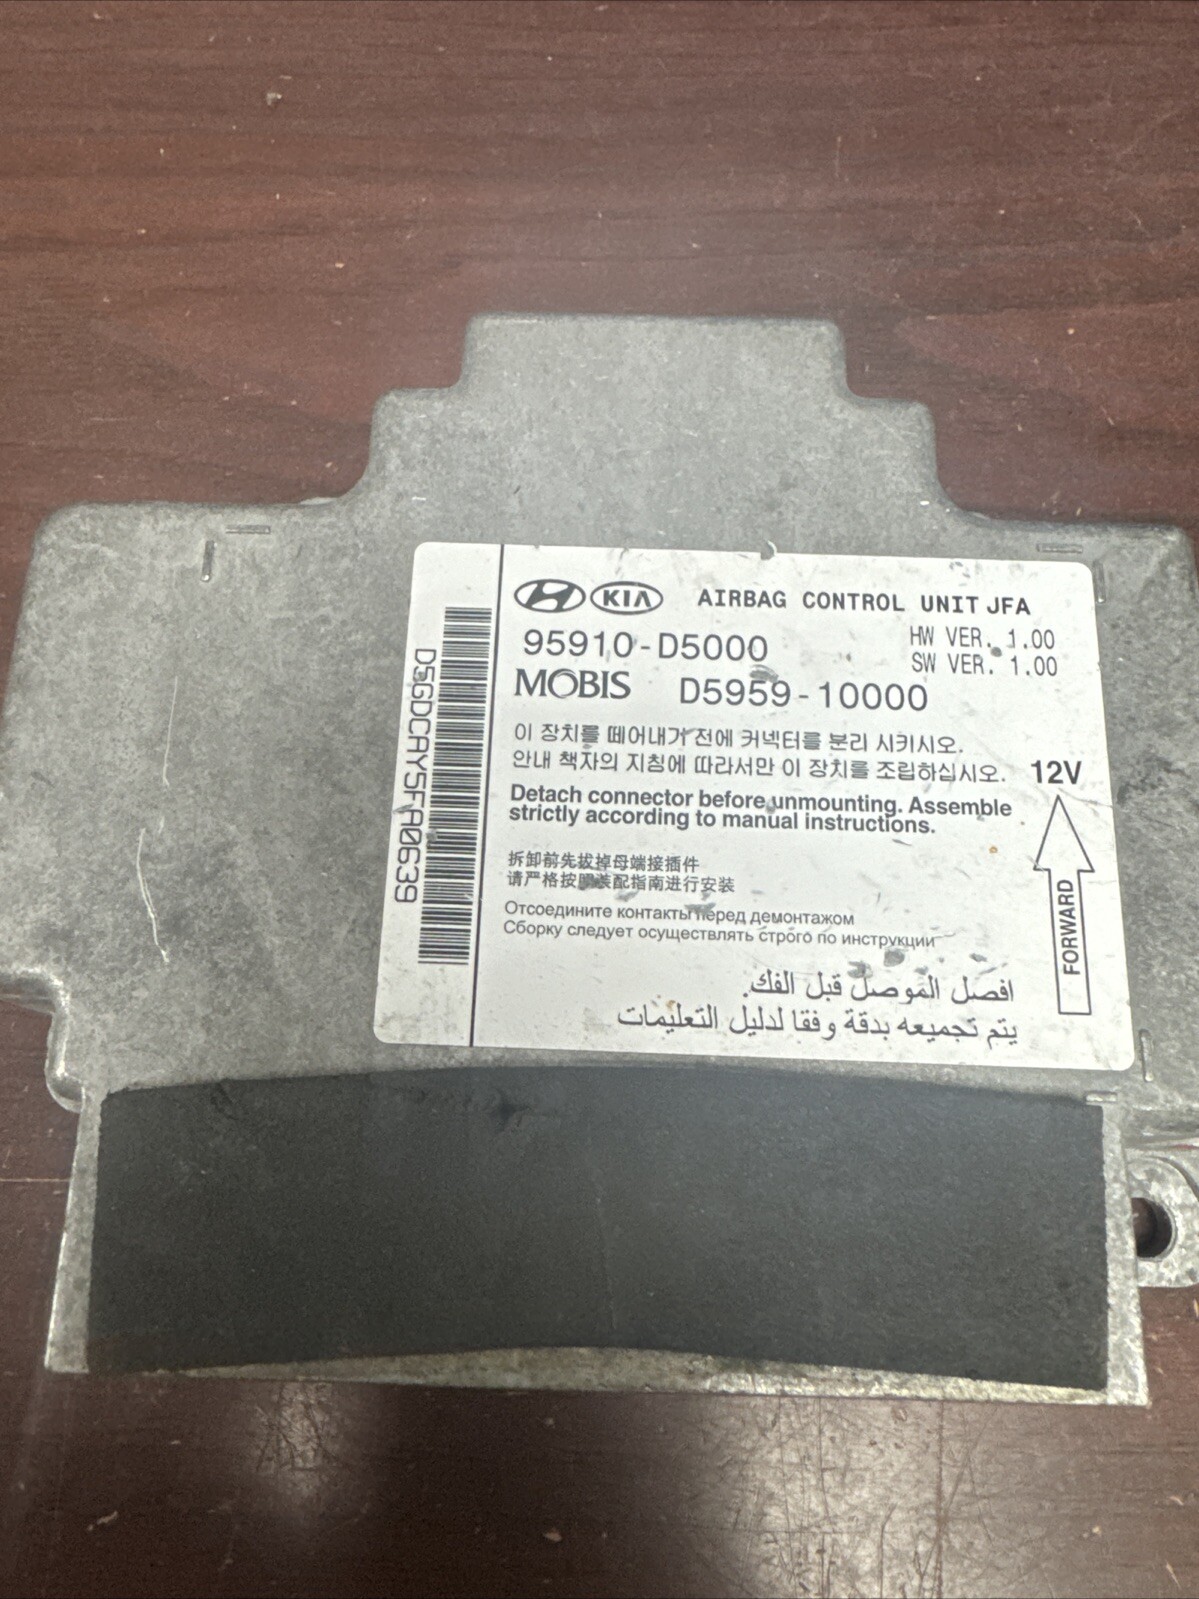 KIA AIRBAG CONTROL UNIT JFA
95910-D5000
HW VER. 1.00
SW VER. 1.00
MOBIS D5959-10000
이 장치를 떼어내기 전에 커넥터를 분리 시키시오.
안내 책자의 지침에 따라서만 이 장치를 조립하십시오.
12V
Detach connector before unmounting. Assemble
strictly according to manual instructions.
拆卸前先拔掉母端接插件
请严格按照装配指南进行安装
Отсоедините контакты перед демонтажом
Сборку следует осуществлять строго по инструкции
افصل الموصل قبل الفك.
يتم تجميعه بدقة وفقا لدليل التعليمات
FORWARD
D5GDCAY5FA0639